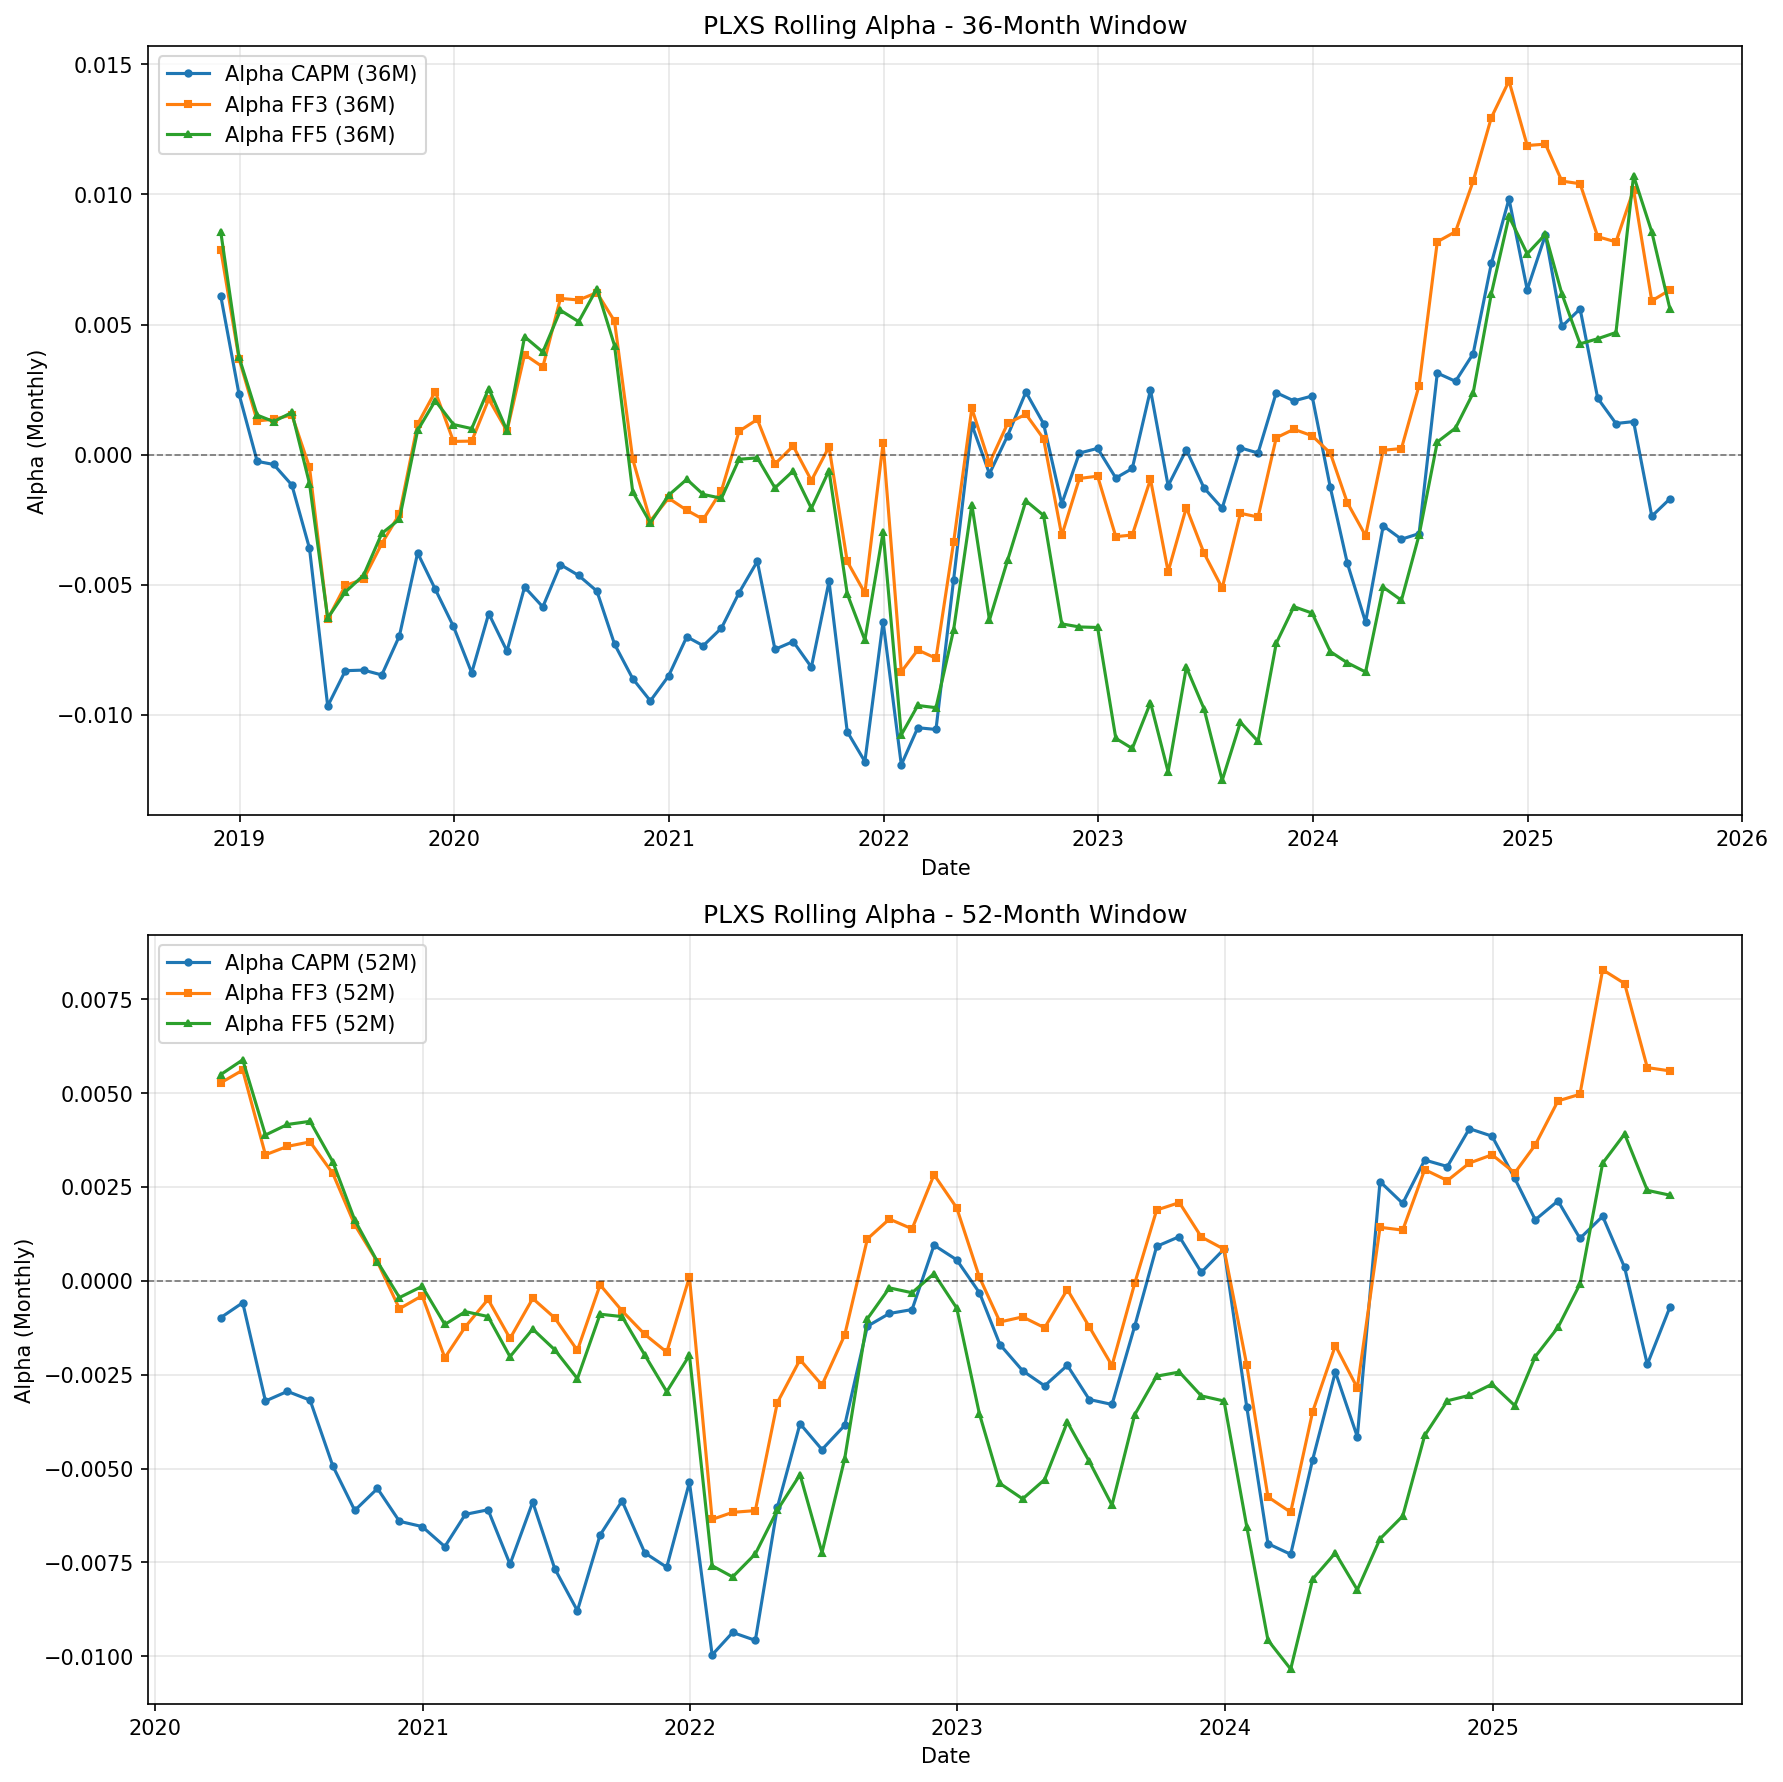 PLXS Rolling Alpha - 36-Month Window
Alpha CAPM (36M)
Alpha FF3 (36M)
Alpha FF5 (36M)
Alpha (Monthly)
0.015
0.010
0.005
0.000
−0.005
−0.010
2019 2020 2021 2022 2023 2024 2025 2026
Date
PLXS Rolling Alpha - 52-Month Window
Alpha CAPM (52M)
Alpha FF3 (52M)
Alpha FF5 (52M)
Alpha (Monthly)
0.0075
0.0050
0.0025
0.0000
−0.0025
−0.0050
−0.0075
−0.0100
2020 2021 2022 2023 2024 2025
Date